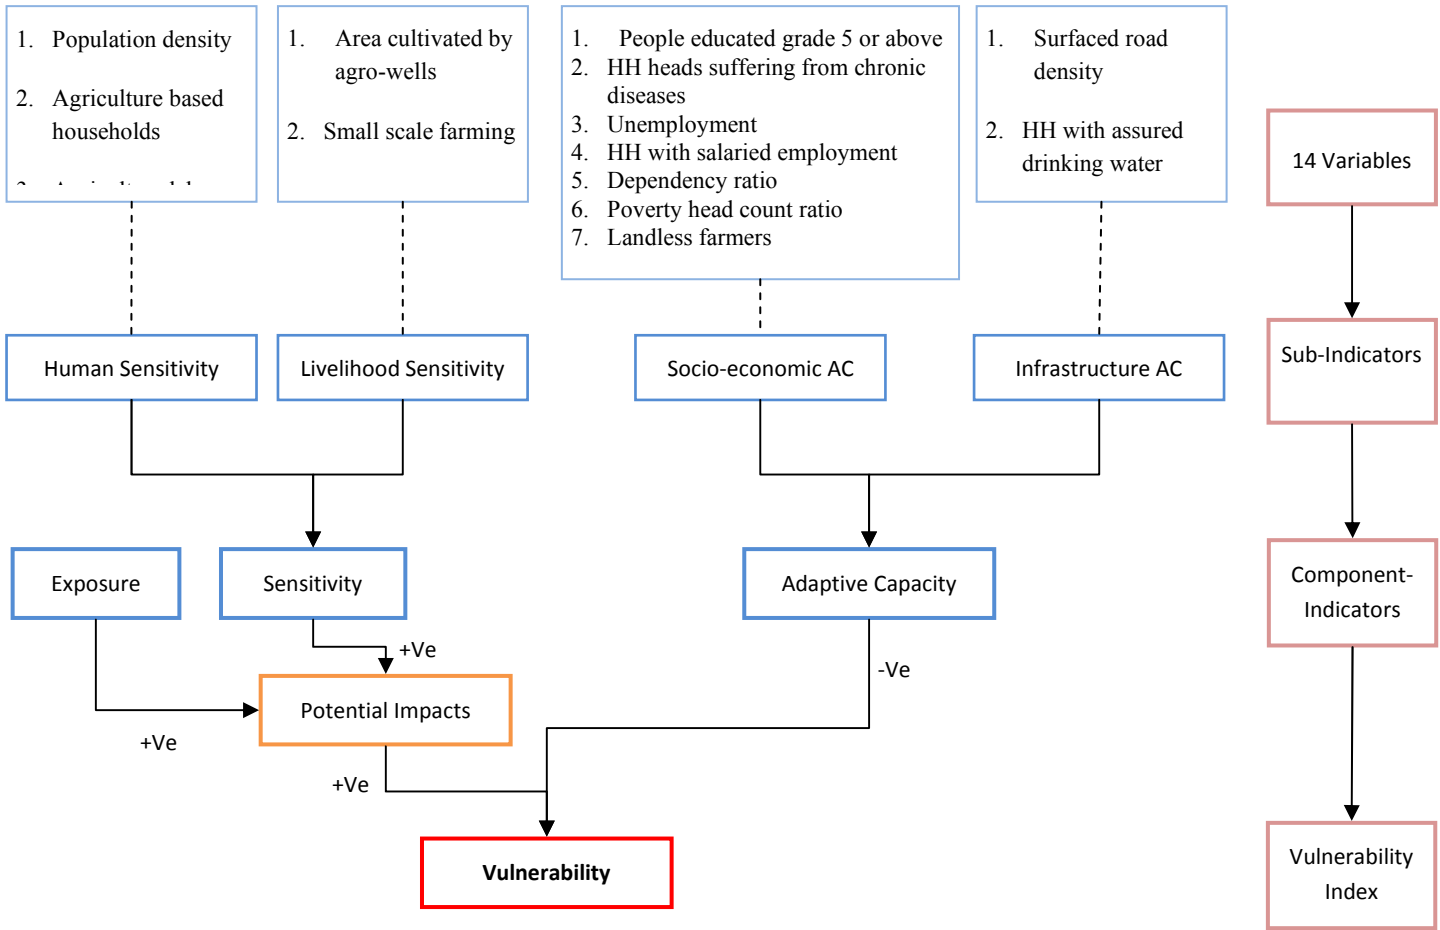 1. Population density
2. Agriculture based
households
1. Area cultivated by
agro-wells
2. Small scale farming
1. People educated grade 5 or above
2. HH heads suffering from chronic
diseases
3. Unemployment
4. HH with salaried employment
5. Dependency ratio
6. Poverty head count ratio
7. Landless farmers
1. Surfaced road
density
2. HH with assured
drinking water
14 Variables
Human Sensitivity
Livelihood Sensitivity
Socio-economic AC
Infrastructure AC
Sub-Indicators
Exposure
Sensitivity
Adaptive Capacity
Component-
Indicators
+Ve
-Ve
Potential Impacts
+Ve
+Ve
Vulnerability
Vulnerability
Index